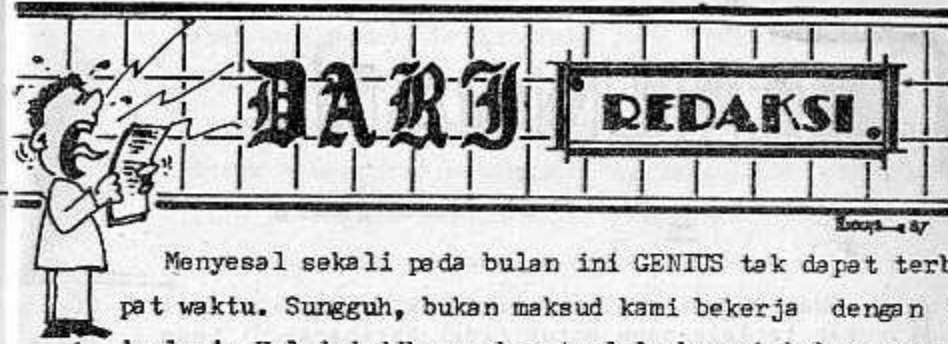 DARI REDAKSI
Menyesal sekali pada bulan ini GENIUS tak dapat terb
pat waktu. Sungguh, bukan maksud kami bekerja dengan